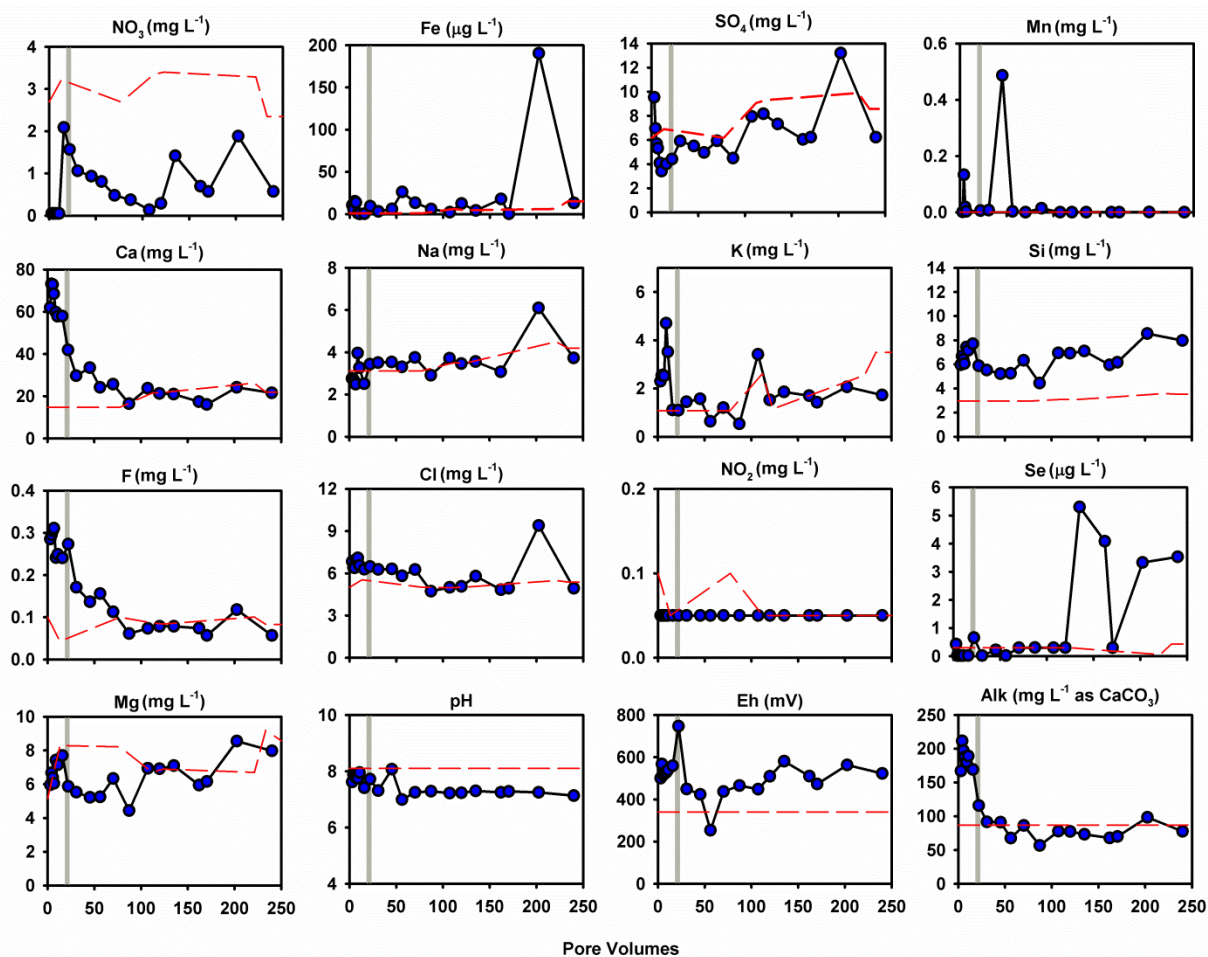 NO₃ (mg L⁻¹) Fe (µg L⁻¹) SO₄ (mg L⁻¹) Mn (mg L⁻¹)
4 200 14 0.6
12
3 150 10 0.4
8
2 100 6
4 0.2
1 50 2
0 0 0 0.0
Ca (mg L⁻¹) Na (mg L⁻¹) K (mg L⁻¹) Si (mg L⁻¹)
80 8 14
6 12
60 6 10
4 8
40 4 6
2 4
20 2 2
0 0 0 0
F (mg L⁻¹) Cl (mg L⁻¹) NO₂ (mg L⁻¹) Se (µg L⁻¹)
0.4 12 0.2 6
5
0.3 9 4
0.2 6 0.1 3
2
0.1 3 1
0.0 0 0.0 0
Mg (mg L⁻¹) pH Eh (mV) Alk (mg L⁻¹ as CaCO₃)
10 10 800 250
8 600 200
8
6 400 150
4 6 100
2 200 50
0 4 0 0
0 50 100 150 200 250 0 50 100 150 200 250 0 50 100 150 200 250 0 50 100 150 200 250
Pore Volumes